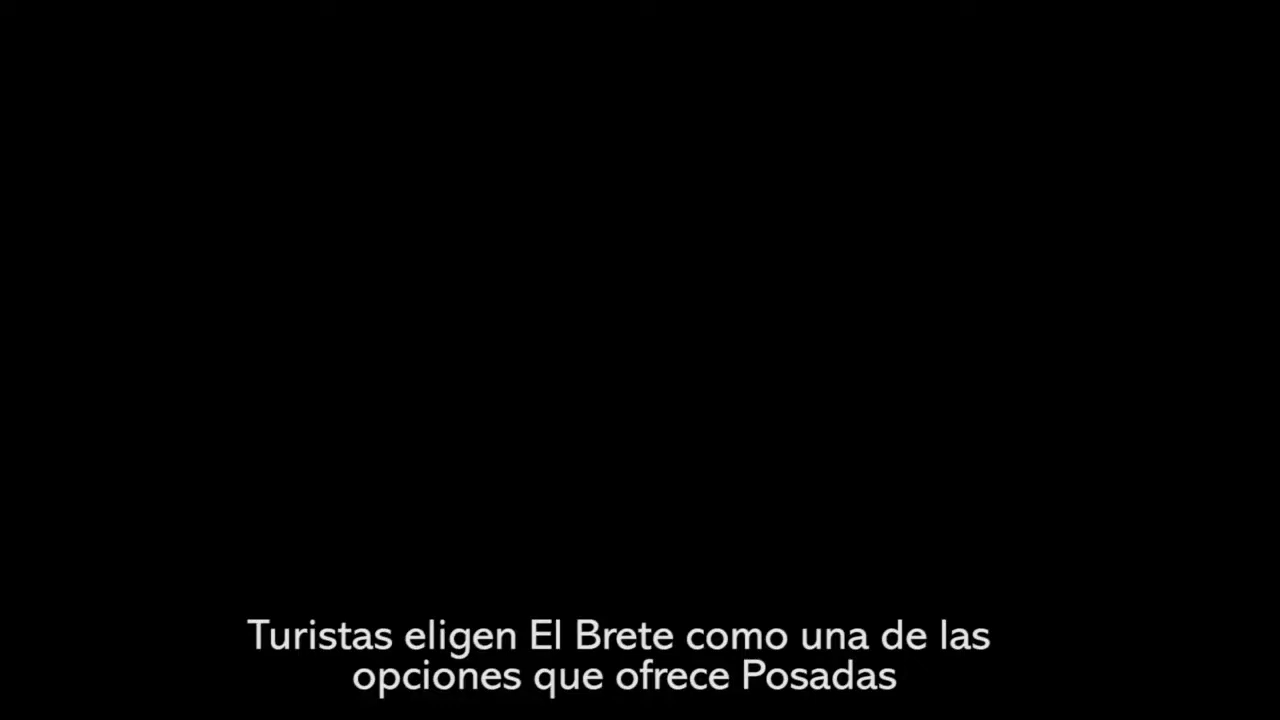 Turistas eligen El Brete como una de las
opciones que ofrece Posadas